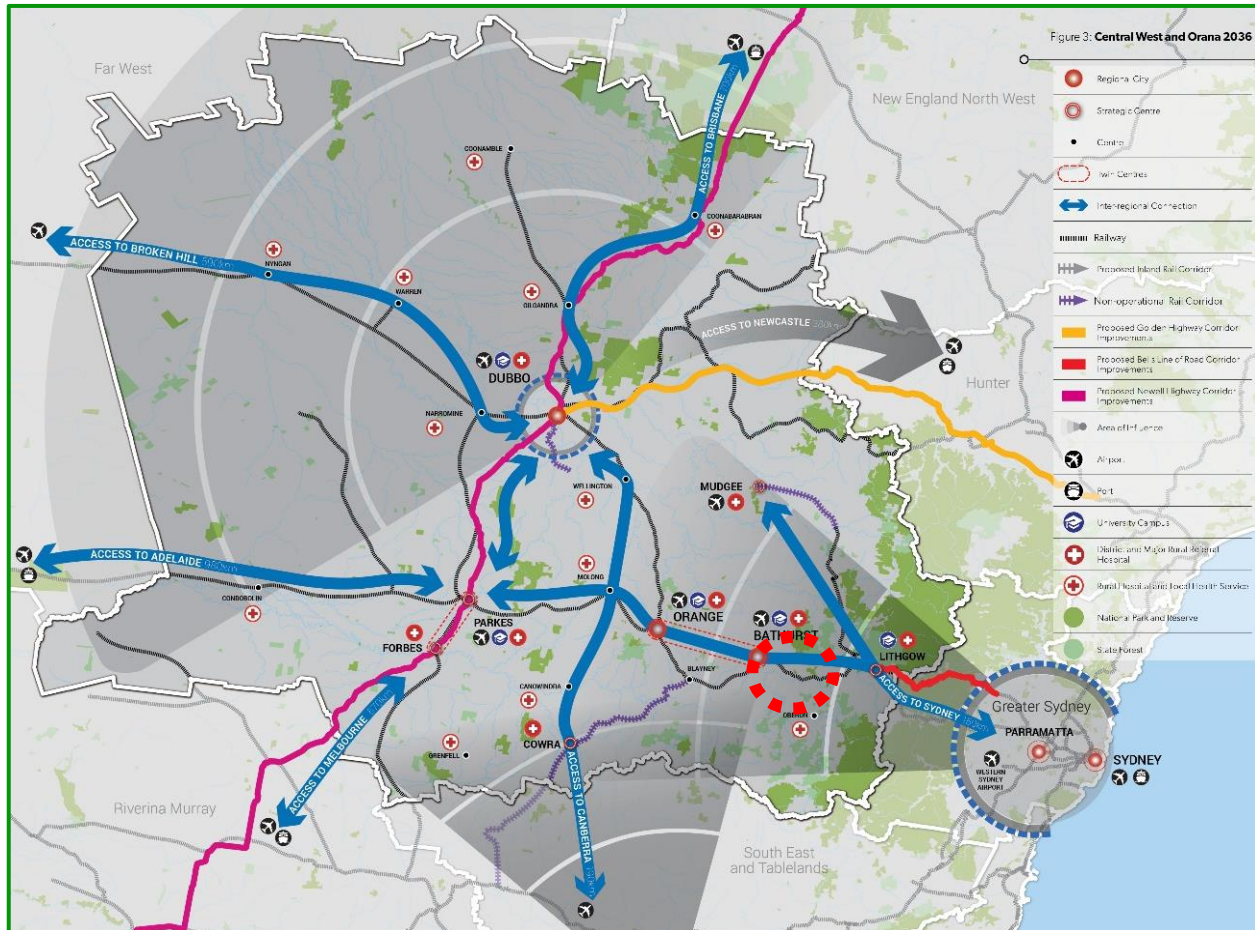 Figure 3: Central West and Orana 2036
Regional City
Strategic Centre
Centre
Twin Centres
Inter-regional Connection
Railway
Proposed Inland Rail Corridor
Non-operational Rail Corridor
Proposed Golden Highway Corridor
Improvements
Proposed Bells Line of Road Corridor
Improvements
Proposed Newell Highway Corridor
Improvements
Area of Influence
Airport
Port
University Campus
District and Major Rural Referral
Hospital
Rural Hospital and Local Health Service
National Park and Reserve
State Forest
Far West
New England North West
COONAMBLE
ACCESS TO BRISBANE
COONABARABRAN
ACCESS TO BROKEN HILL
NYNGAN
WARREN
GILGANDRA
ACCESS TO NEWCASTLE
Hunter
DUBBO
NARROMINE
WELLINGTON
MUDGEE
ACCESS TO ADELAIDE
CONDOBOLIN
MOLONG
PARKES
ORANGE
BATHURST
LITHGOW
FORBES
BLAYNEY
ACCESS TO SYDNEY
CANOWINDRA
OBERON
Greater Sydney
PARRAMATTA
COWRA
GRENFELL
SYDNEY
WESTERN
SYDNEY
AIRPORT
ACCESS TO MELBOURNE
ACCESS TO CANBERRA
Riverina Murray
South East
and Tablelands